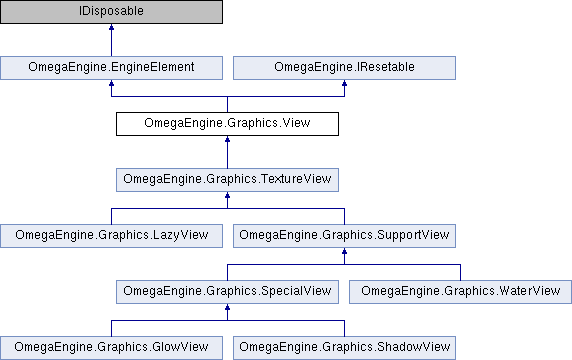 IDisposable
OmegaEngine.EngineElement
OmegaEngine.IResetable
OmegaEngine.Graphics.View
OmegaEngine.Graphics.TextureView
OmegaEngine.Graphics.LazyView
OmegaEngine.Graphics.SupportView
OmegaEngine.Graphics.SpecialView
OmegaEngine.Graphics.WaterView
OmegaEngine.Graphics.GlowView
OmegaEngine.Graphics.ShadowView